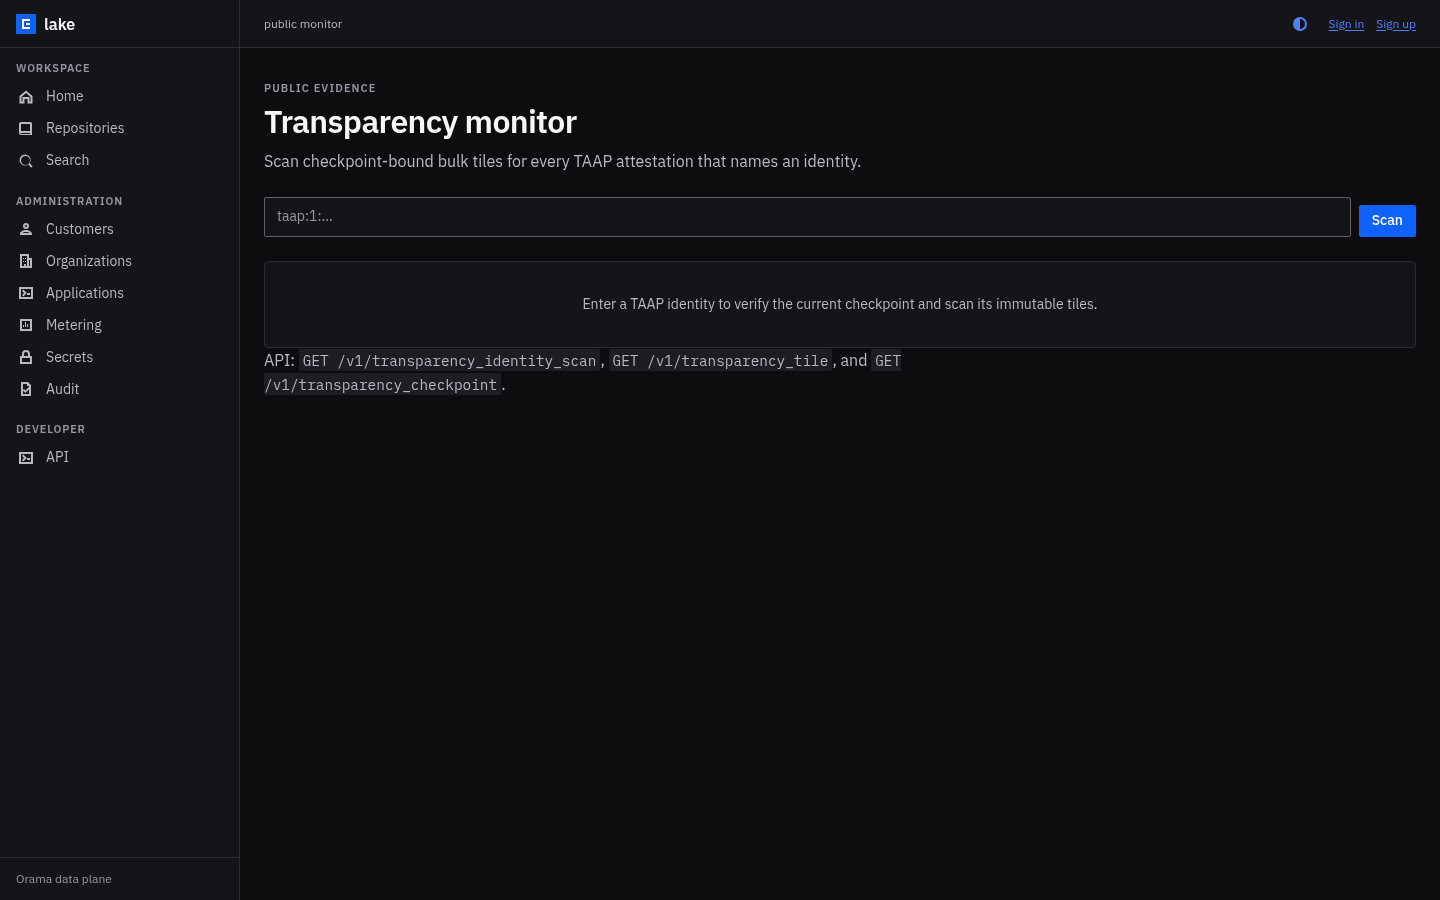 lake
public monitor
Sign in
Sign up
WORKSPACE
Home
Repositories
Search
ADMINISTRATION
Customers
Organizations
Applications
Metering
Secrets
Audit
DEVELOPER
API
Orama data plane
PUBLIC EVIDENCE
Transparency monitor
Scan checkpoint-bound bulk tiles for every TAAP attestation that names an identity.
taap:1:...
Scan
Enter a TAAP identity to verify the current checkpoint and scan its immutable tiles.
API: GET /v1/transparency_identity_scan, GET /v1/transparency_tile, and GET
/v1/transparency_checkpoint.